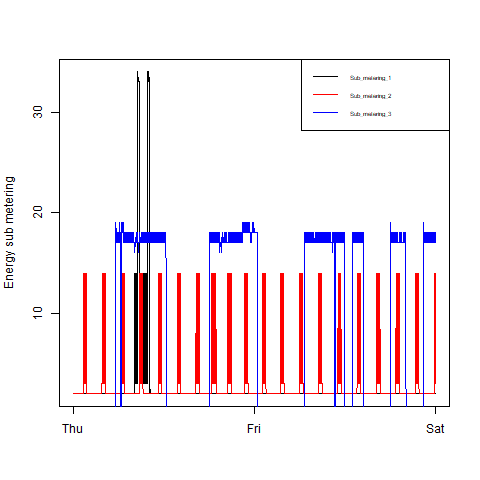 Sub_metering_1
Sub_metering_2
Sub_metering_3
Energy sub metering
30
20
10
Thu Fri Sat